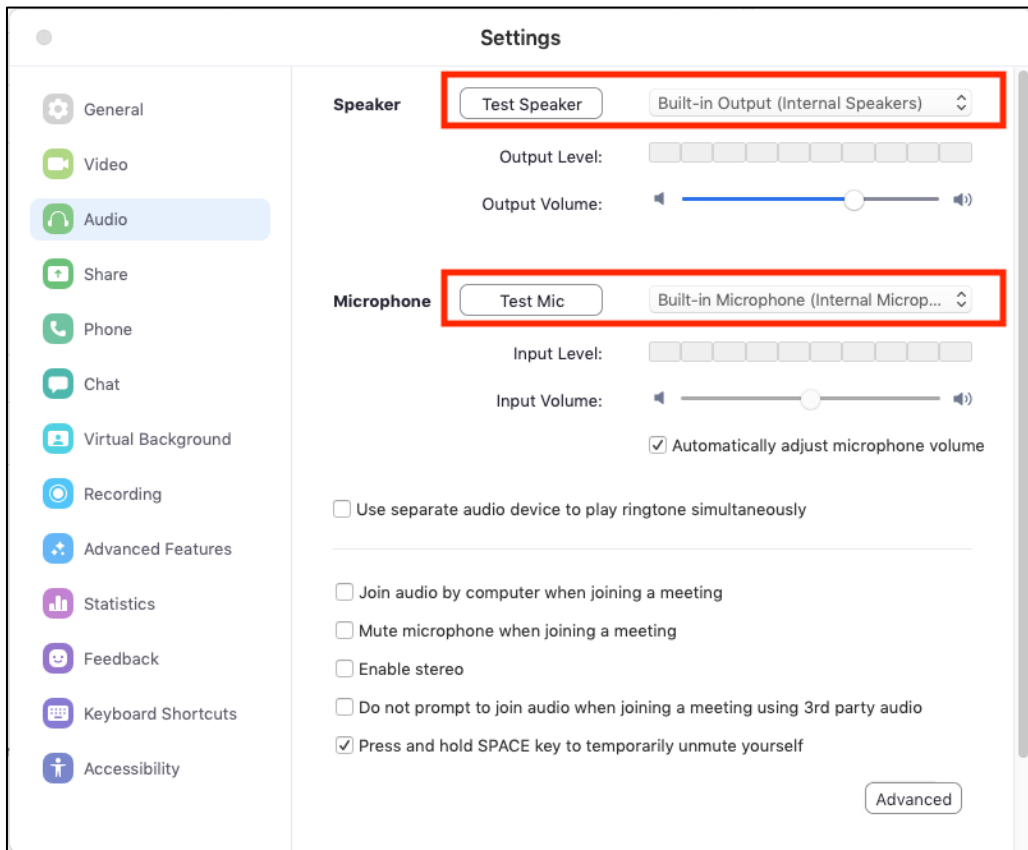 Settings
General
Video
Audio
Share
Phone
Chat
Virtual Background
Recording
Advanced Features
Statistics
Feedback
Keyboard Shortcuts
Accessibility
Speaker Test Speaker Built-in Output (Internal Speakers)
Output Level:
Output Volume:
Microphone Test Mic Built-in Microphone (Internal Microp...
Input Level:
Input Volume:
Automatically adjust microphone volume
Use separate audio device to play ringtone simultaneously
Join audio by computer when joining a meeting
Mute microphone when joining a meeting
Enable stereo
Do not prompt to join audio when joining a meeting using 3rd party audio
Press and hold SPACE key to temporarily unmute yourself
Advanced